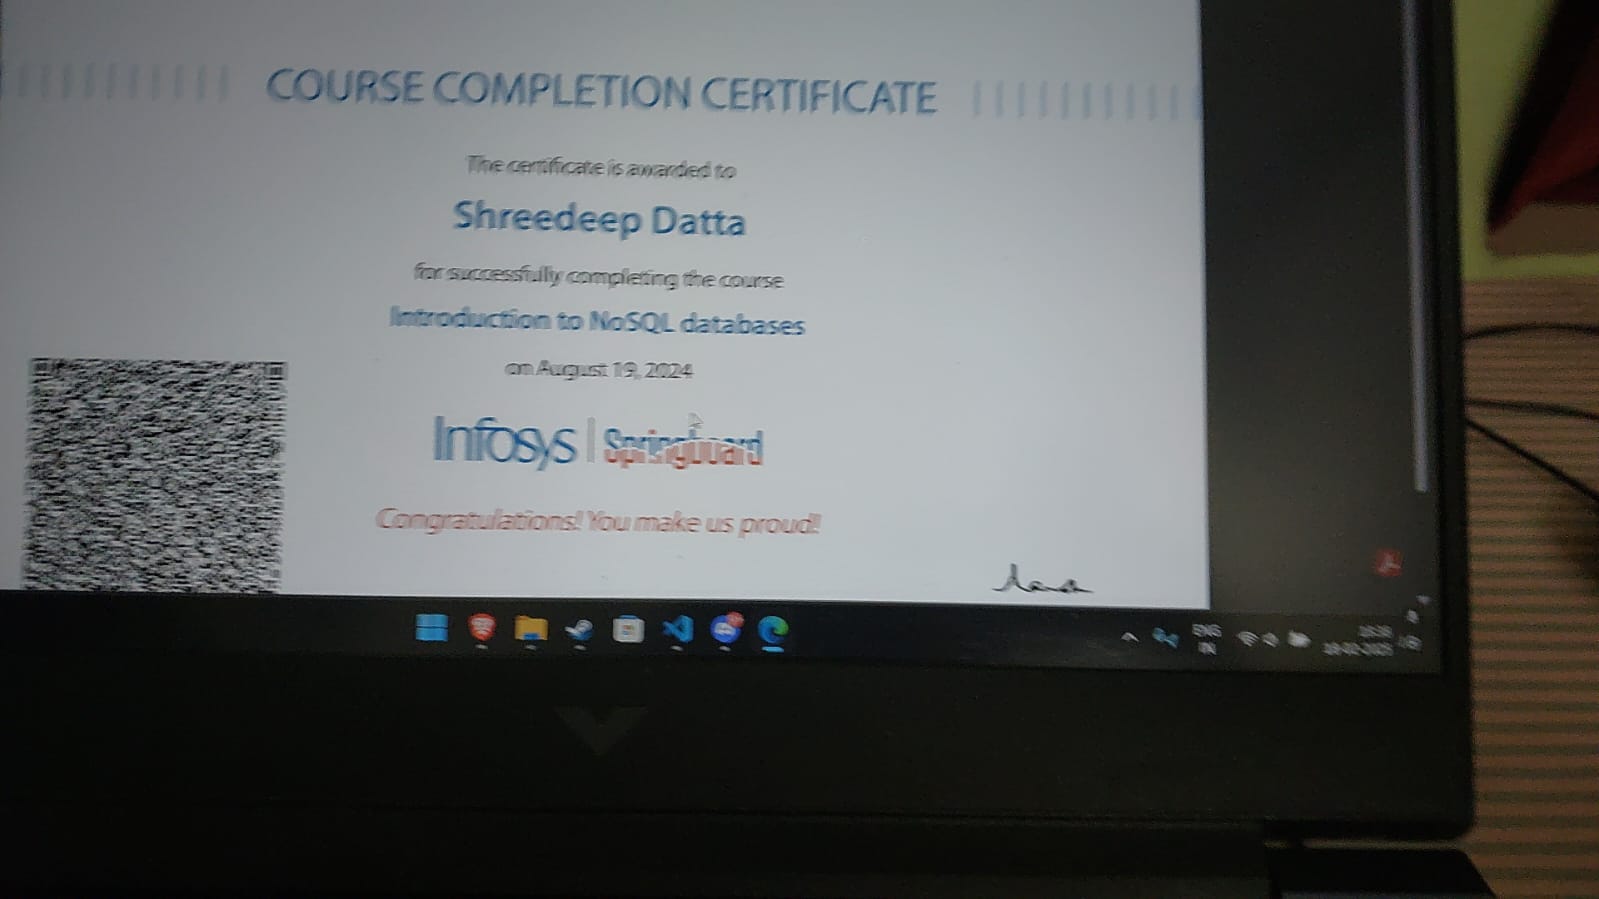 COURSE COMPLETION CERTIFICATE
The certificate is awarded to
Shreedeep Datta
for successfully completing the course
Introduction to NoSQL databases
on August 19, 2024
Infosys | Springboard
Congratulations! You make us proud!
ENG
IN